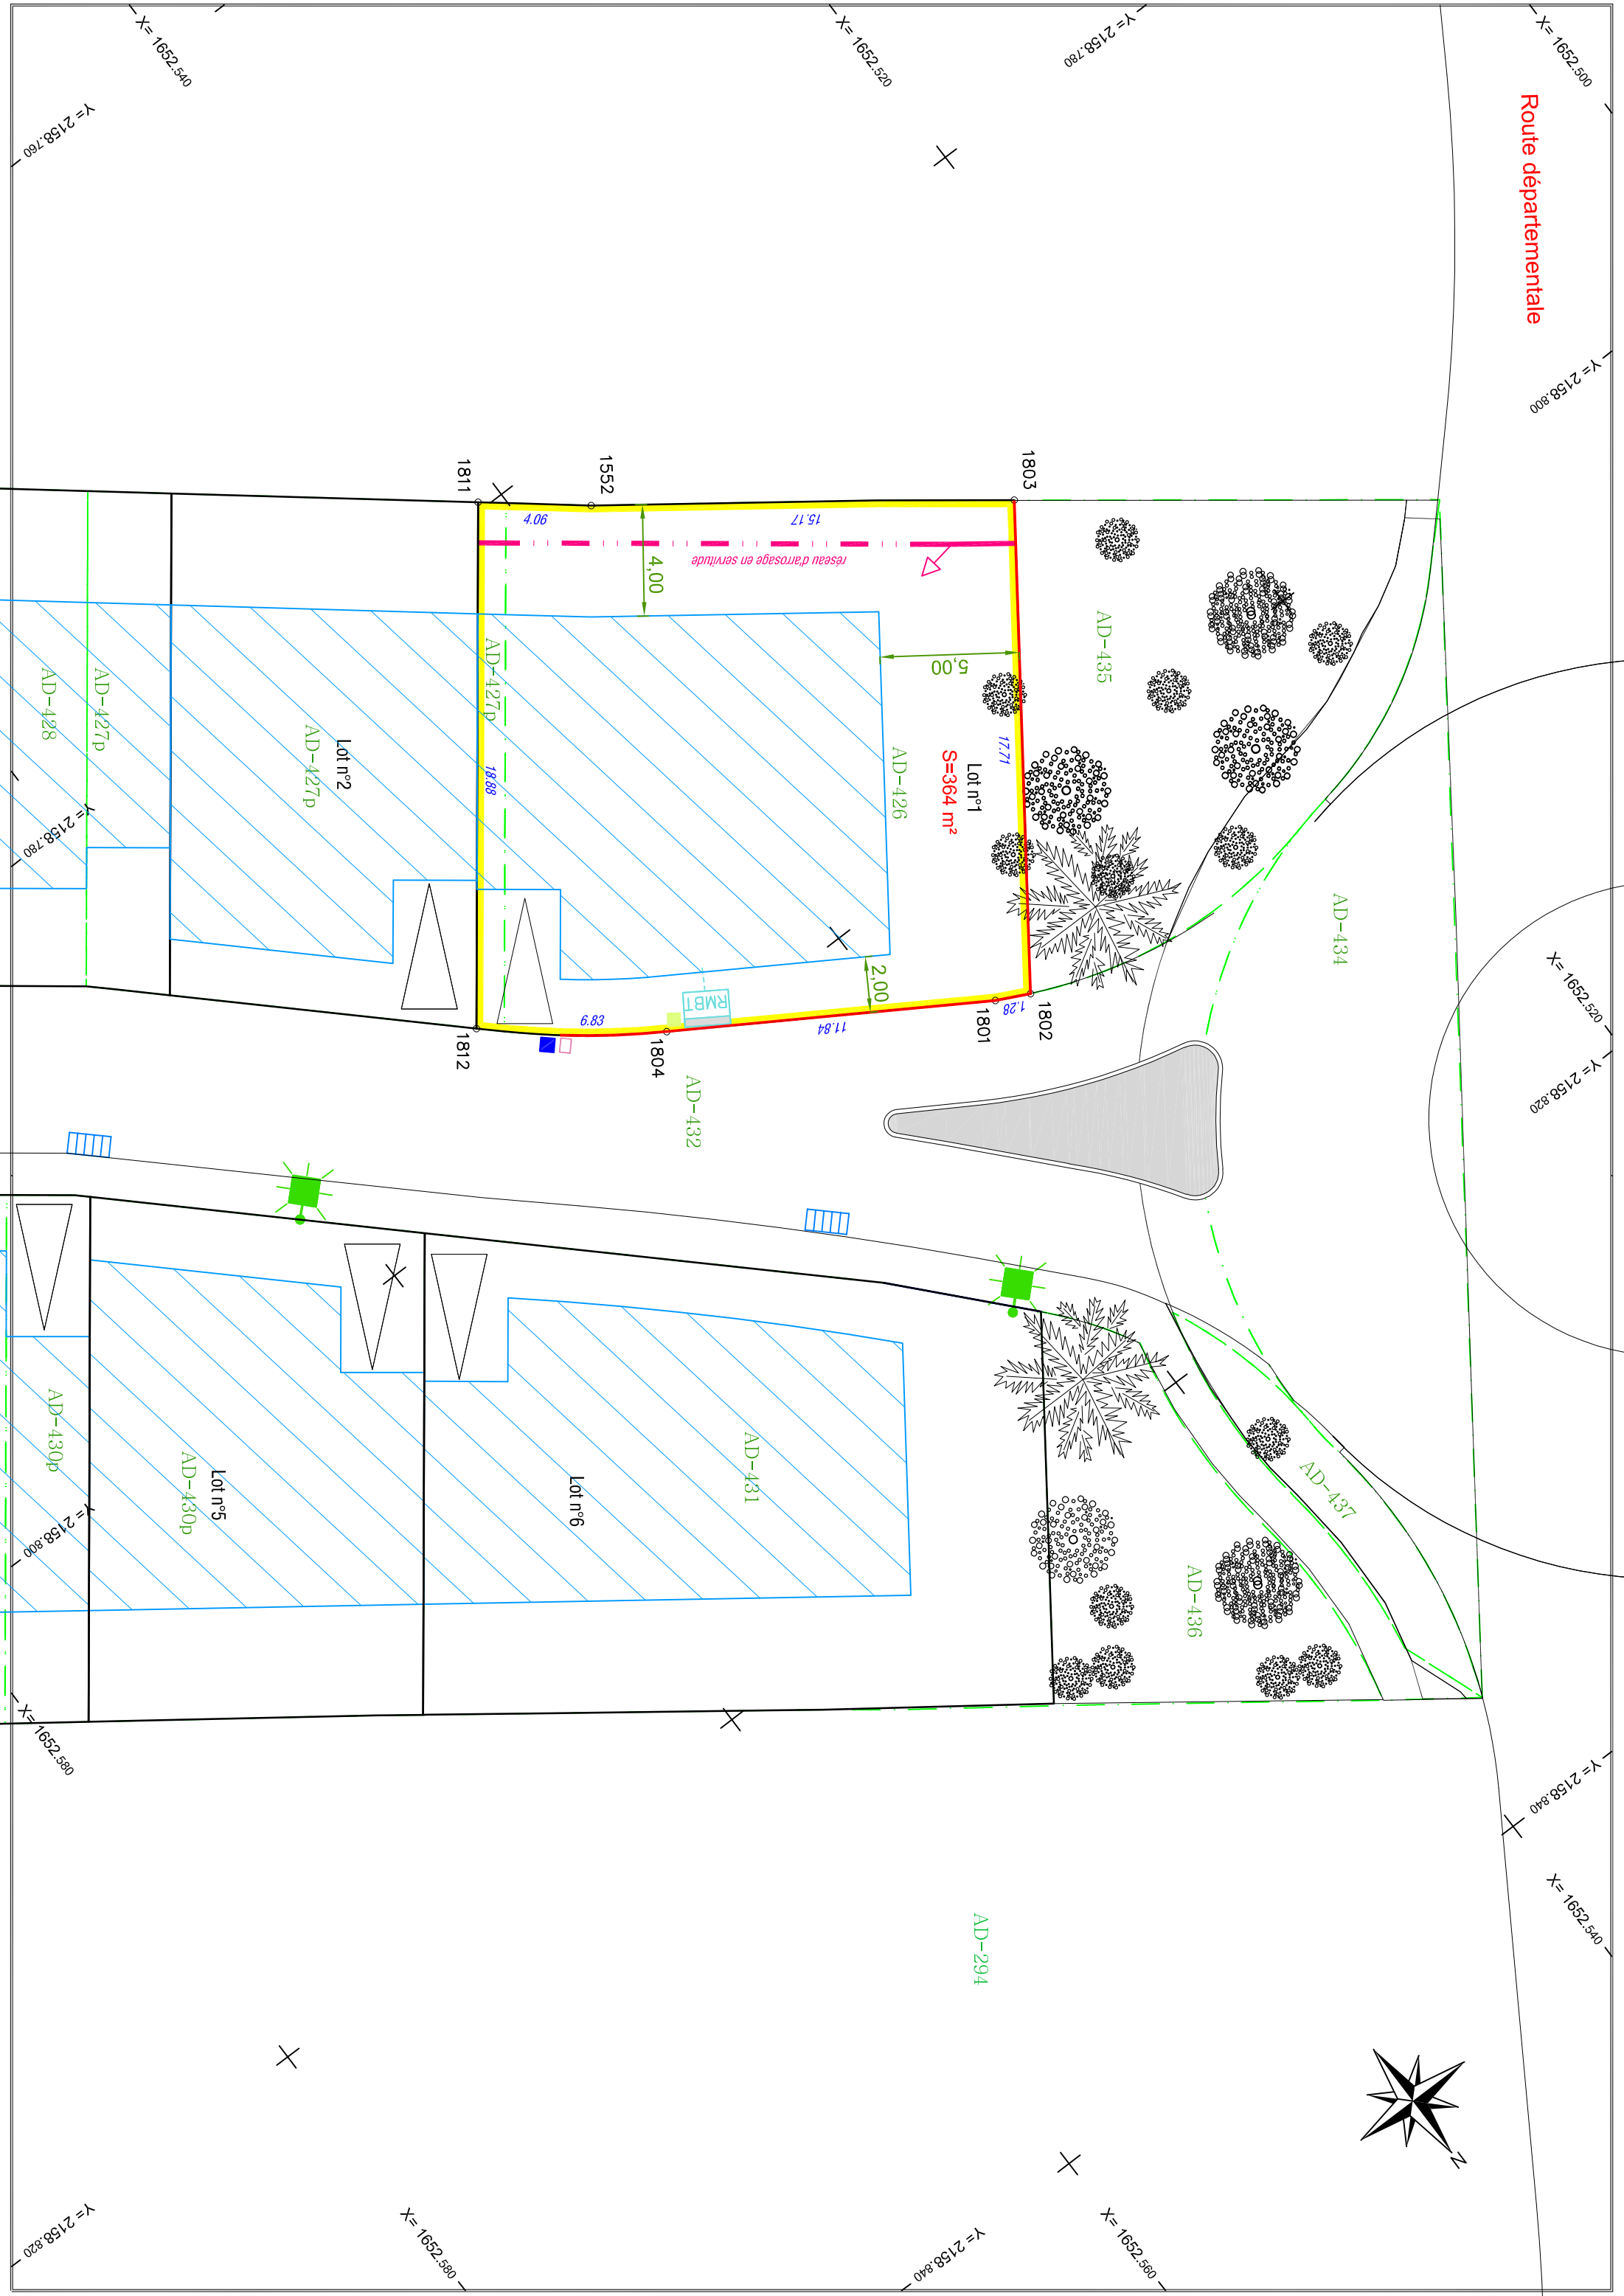 X= 1652.540
X= 1652.520
Y= 2158.780
X= 1652.500
Y= 2158.760
Route départementale
Y= 2158.800
1811
1552
1803
4.06
15.17
réseau d'arrosage en servitude
4,00
5,00
AD-435
AD-428
AD-427p
AD-427p
Lot n°2
AD-427p
18.88
AD-426
Lot n°1
S=364 m²
17.71
Y= 2158.780
AD-434
X= 1652.520
2,00
RMBT
1.28
1802
1801
11.84
6.83
1804
1812
AD-432
Y= 2158.820
AD-430p
AD-430p
Lot n°5
Lot n°6
AD-431
AD-437
AD-436
Y= 2158.800
X= 1652.580
Y= 2158.840
X= 1652.540
AD-294
N
Y= 2158.820
X= 1652.580
Y= 2158.840
X= 1652.560